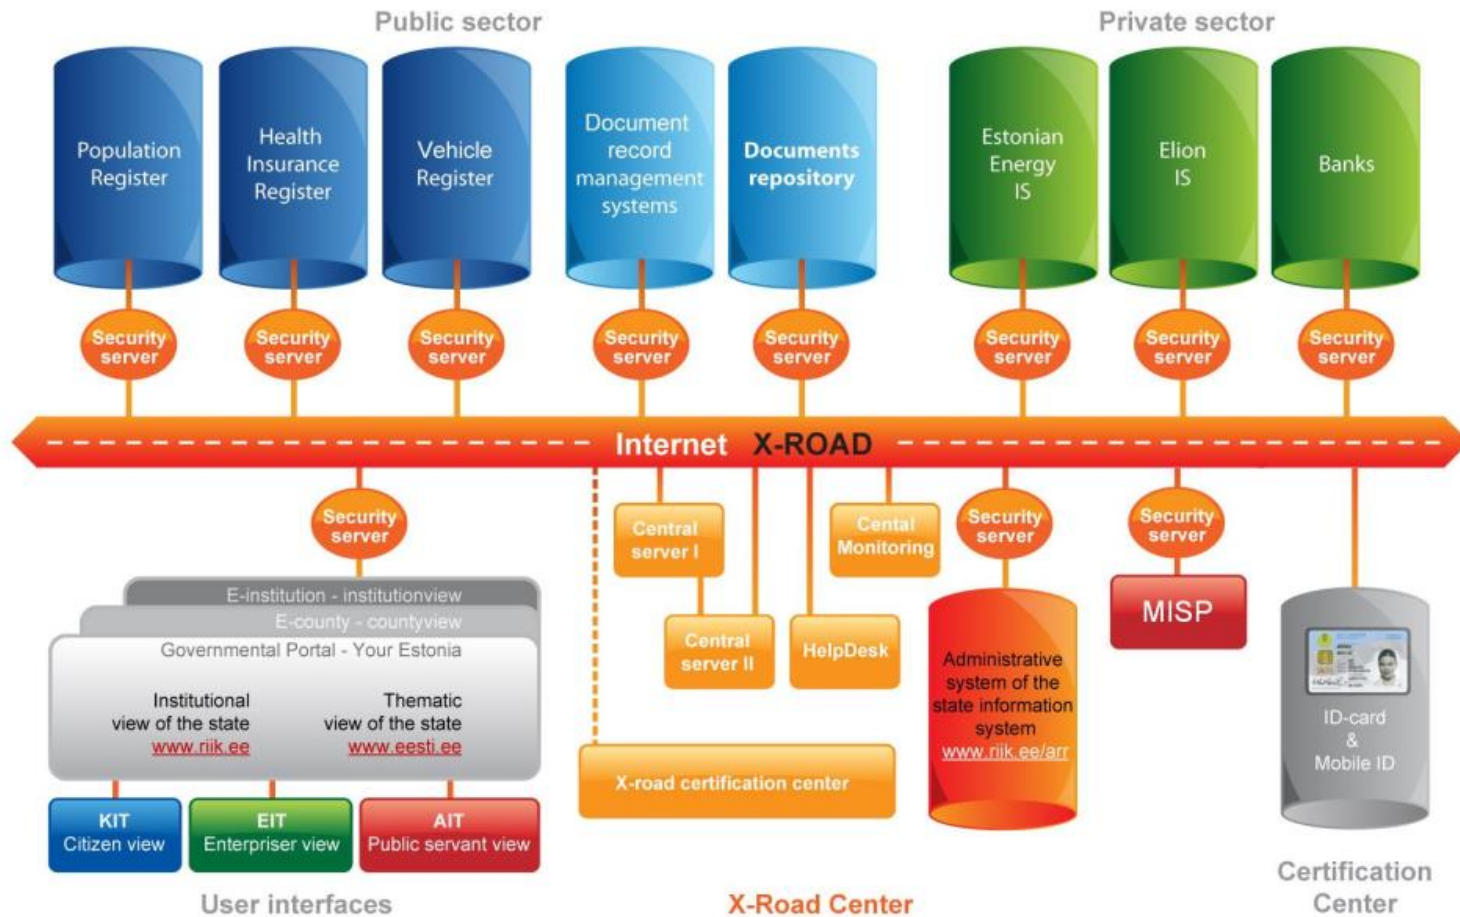 Public sector
Private sector
Population
Register
Health
Insurance
Register
Vehicle
Register
Document
record
management
systems
Documents
repository
Estonian
Energy
IS
Elion
IS
Banks
Security
server
Security
server
Security
server
Security
server
Security
server
Security
server
Security
server
Security
server
Internet X-ROAD
Security
server
E-institution - institutionview
E-county - countyview
Governmental Portal - Your Estonia
Institutional
view of the state
www.riik.ee
Thematic
view of the state
www.eesti.ee
KIT
Citizen view
EIT
Enterpriser view
AIT
Public servant view
User interfaces
Central
server I
Central
server II
HelpDesk
Cental
Monitoring
X-road certification center
X-Road Center
Security
server
Administrative
system of the
state information
system
www.riik.ee/arr
Security
server
MISP
ID-card
&
Mobile ID
Certification
Center